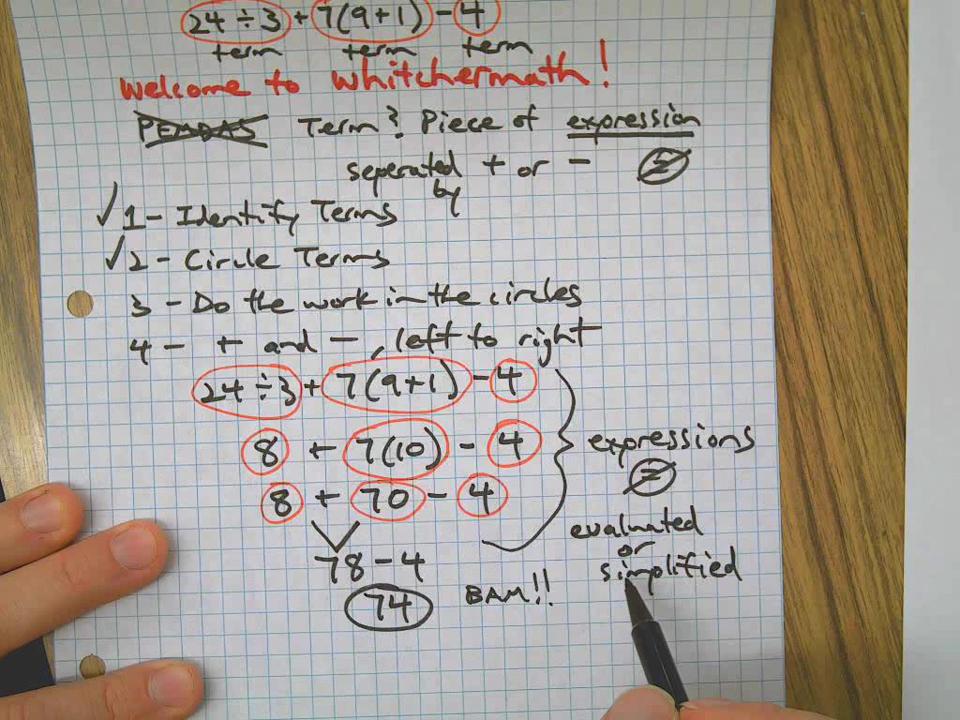 24 ÷ 3 + 7(9+1) - 4
term term term
Welcome to Whitchermath!
PEMDAS Term? Piece of expression
seperated by + or - =
✓ 1 - Identify Terms
✓ 2 - Circle Terms
3 - Do the work in the circles
4 - + and -, left to right
24 ÷ 3 + 7(9+1) - 4
8 + 7(10) - 4 expressions
=
8 + 70 - 4
evaluated
or
78 - 4 simplified
74 BAM!!